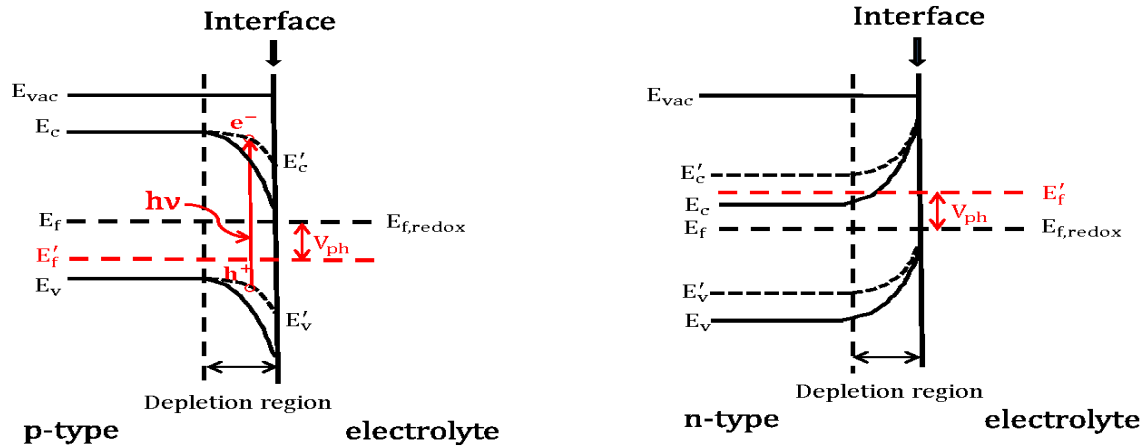 Interface
E_vac
E_c
e⁻
E′_c
hν
E_f
E_f,redox
V_ph
E′_f
h⁺
E_v
E′_v
Depletion region
p-type electrolyte
Interface
E_vac
E′_c
E′_f
E_c
V_ph
E_f
E_f,redox
E′_v
E_v
Depletion region
n-type electrolyte